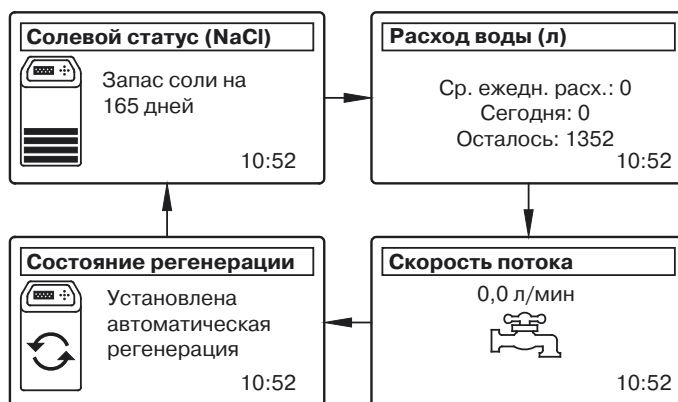 Солевой статус (NaCl)
Запас соли на
165 дней
10:52
Расход воды (л)
Ср. ежедн. расх.: 0
Сегодня: 0
Осталось: 1352
10:52
Состояние регенерации
Установлена
автоматическая
регенерация
10:52
Скорость потока
0,0 л/мин
10:52